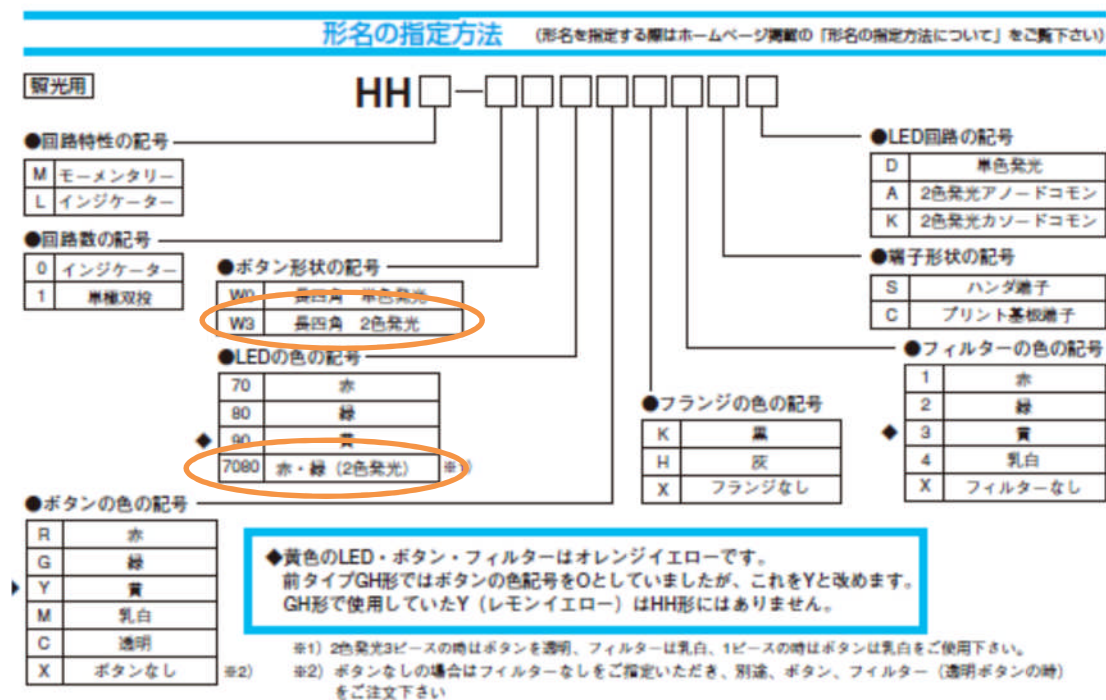 形名の指定方法 (形名を指定する際はホームページ掲載の「形名の指定方法について」をご覧下さい)
照光用
HH□-□□□□□□□□
●回路特性の記号
M モーメンタリー
L インジケーター
●回路数の記号
0 インジケーター
1 単極双投
●ボタン形状の記号
W0 長四角 単色発光
W3 長四角 2色発光
●LEDの色の記号
70 赤
80 緑
◆ 90 黄
7080 赤・緑(2色発光) ※1)
●ボタンの色の記号
R 赤
G 緑
◆ Y 黄
M 乳白
C 透明
X ボタンなし ※2)
●フランジの色の記号
K 黒
H 灰
X フランジなし
●LED回路の記号
D 単色発光
A 2色発光アノードコモン
K 2色発光カソードコモン
●端子形状の記号
S ハンダ端子
C プリント基板端子
●フィルターの色の記号
1 赤
2 緑
◆ 3 黄
4 乳白
X フィルターなし
◆黄色のLED・ボタン・フィルターはオレンジイエローです。
前タイプGH形ではボタンの色記号をOとしていましたが、これをYと改めます。
GH形で使用していたY(レモンイエロー)はHH形にはありません。
※1) 2色発光3ピースの時はボタンを透明、フィルターは乳白、1ピースの時はボタンは乳白をご使用下さい。
※2) ボタンなしの場合はフィルターなしをご指定いただき、別途、ボタン、フィルター(透明ボタンの時)
をご注文下さい